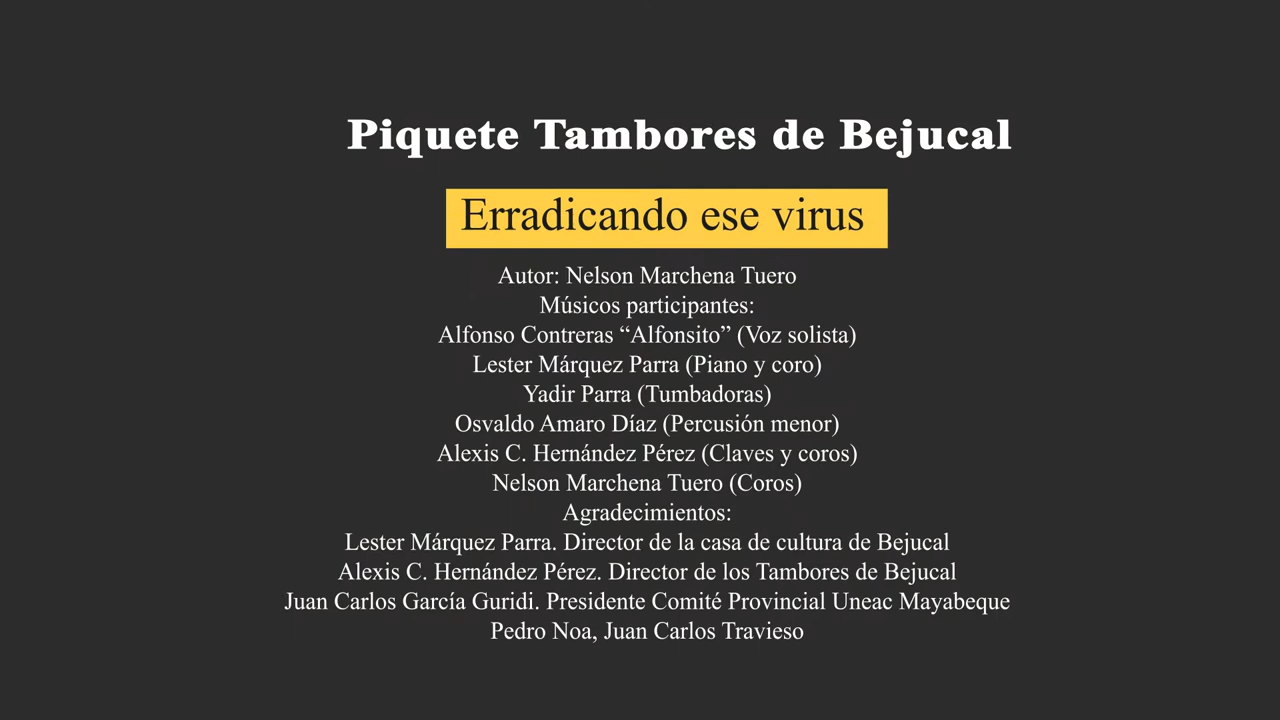 Piquete Tambores de Bejucal
Erradicando ese virus
Autor: Nelson Marchena Tuero
Músicos participantes:
Alfonso Contreras “Alfonsito” (Voz solista)
Lester Márquez Parra (Piano y coro)
Yadir Parra (Tumbadoras)
Osvaldo Amaro Díaz (Percusión menor)
Alexis C. Hernández Pérez (Claves y coros)
Nelson Marchena Tuero (Coros)
Agradecimientos:
Lester Márquez Parra. Director de la casa de cultura de Bejucal
Alexis C. Hernández Pérez. Director de los Tambores de Bejucal
Juan Carlos García Guridi. Presidente Comité Provincial Uneac Mayabeque
Pedro Noa, Juan Carlos Travieso